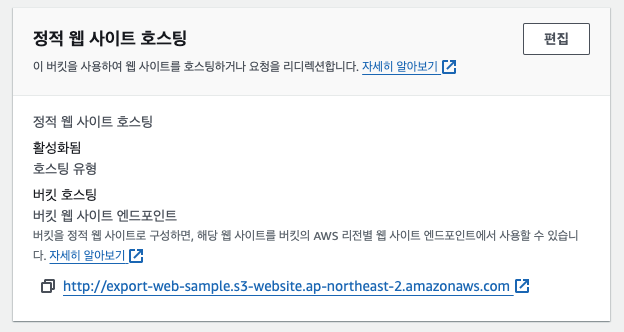 정적 웹 사이트 호스팅
편집
이 버킷을 사용하여 웹 사이트를 호스팅하거나 요청을 리디렉션합니다. 자세히 알아보기
정적 웹 사이트 호스팅
활성화됨
호스팅 유형
버킷 호스팅
버킷 웹 사이트 엔드포인트
버킷을 정적 웹 사이트로 구성하면, 해당 웹 사이트를 버킷의 AWS 리전별 웹 사이트 엔드포인트에서 사용할 수 있습니
다. 자세히 알아보기
http://export-web-sample.s3-website.ap-northeast-2.amazonaws.com